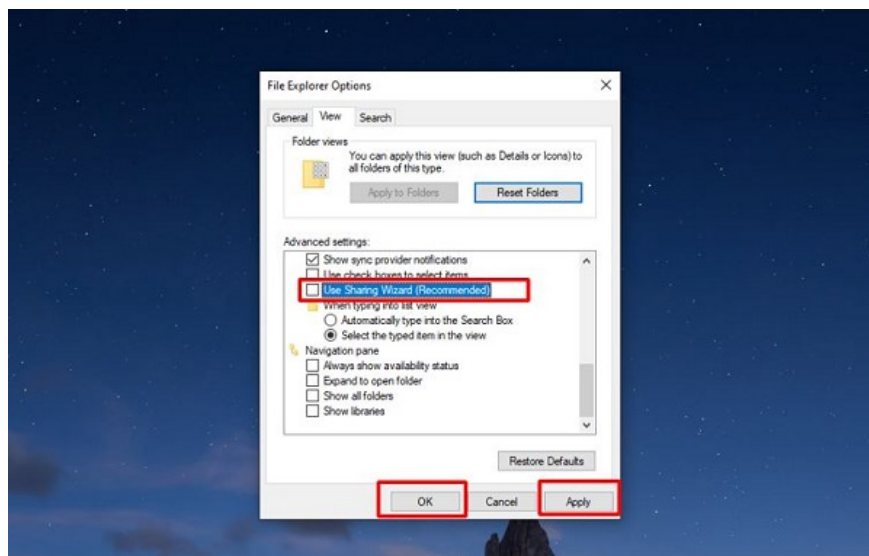 File Explorer Options
General View Search
Folder views
You can apply this view (such as Details or Icons) to
all folders of this type.
Apply to Folders Reset Folders
Advanced settings:
Show sync provider notifications
Use check boxes to select items
Use Sharing Wizard (Recommended)
When typing into list view
Automatically type into the Search Box
Select the typed item in the view
Navigation pane
Always show availability status
Expand to open folder
Show all folders
Show libraries
Restore Defaults
OK Cancel Apply